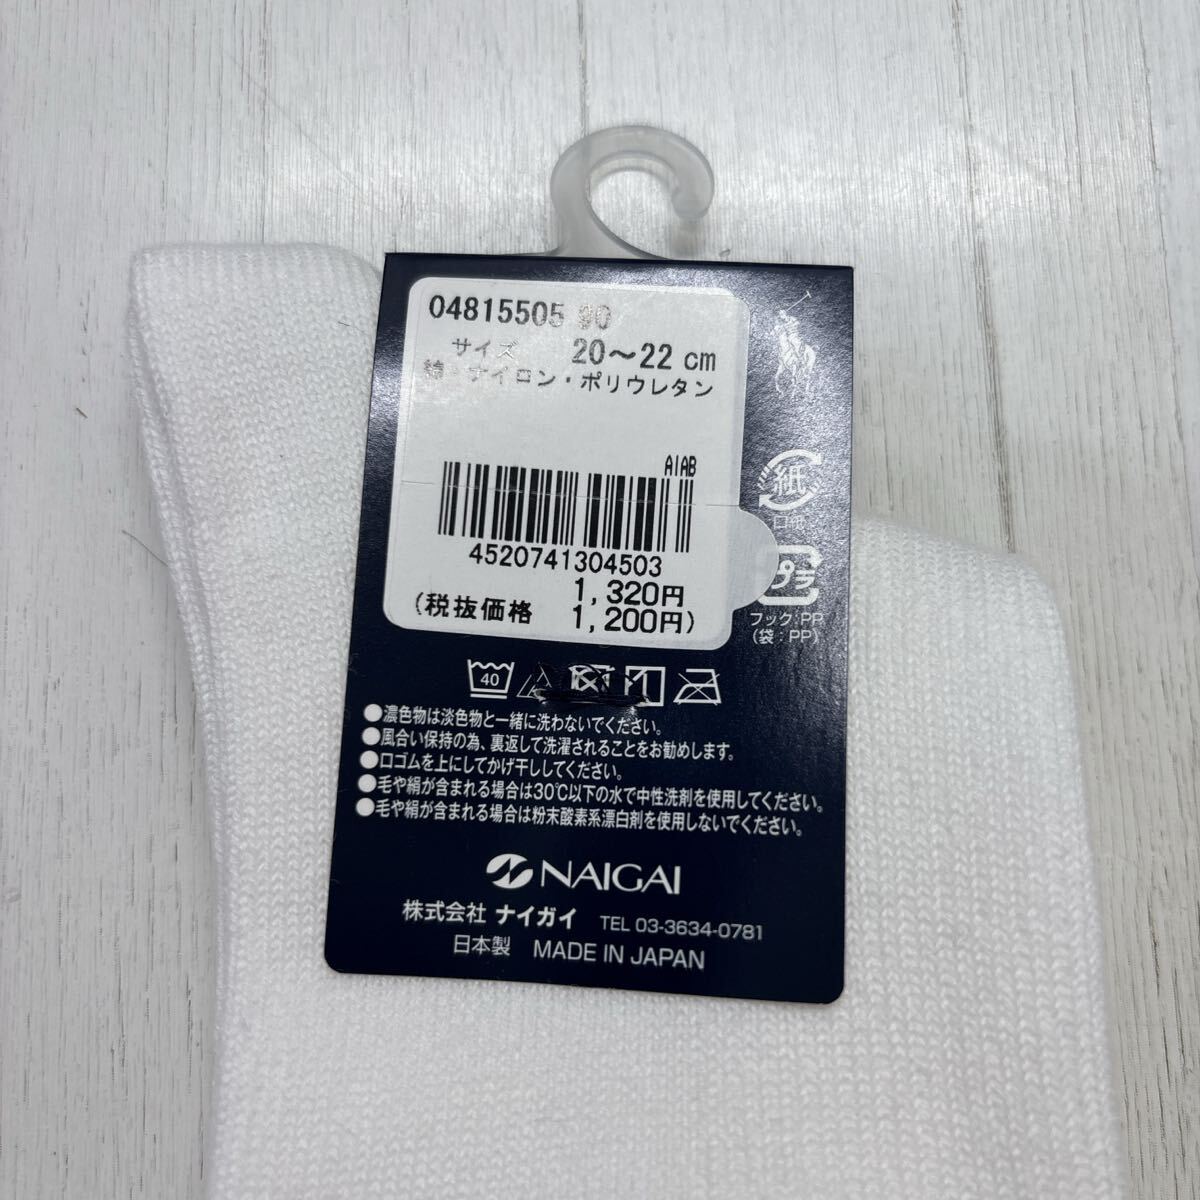 04815505 90
サイズ 20～22 cm
綿・ナイロン・ポリウレタン
AIAB
4520741304503
1,320円
(税抜価格 1,200円)
紙
口紙
プラ
フック:PP
(袋:PP)
40
●濃色物は淡色物と一緒に洗わないでください。
●風合い保持の為、裏返して洗濯されることをお勧めします。
●口ゴムを上にしてかげ干ししてください。
●毛や絹が含まれる場合は30℃以下の水で中性洗剤を使用してください。
●毛や絹が含まれる場合は粉末酸素系漂白剤を使用しないでください。
NAIGAI
株式会社 ナイガイ TEL 03-3634-0781
日本製 MADE IN JAPAN